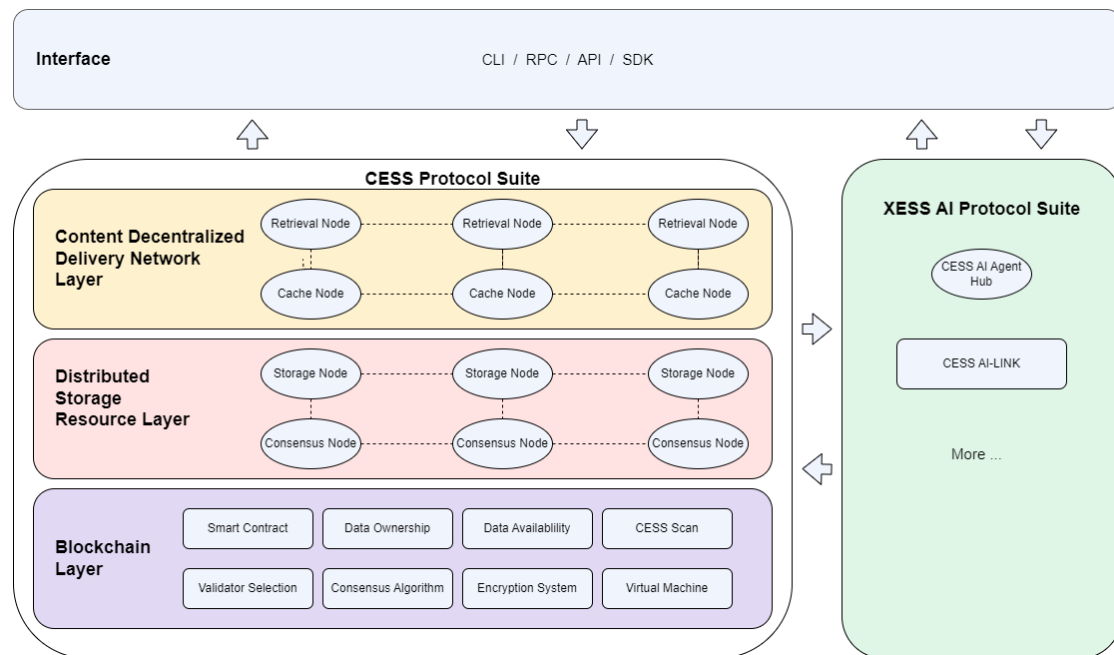 Interface
CLI / RPC / API / SDK
CESS Protocol Suite
Content Decentralized
Delivery Network
Layer
Retrieval Node
Retrieval Node
Retrieval Node
Cache Node
Cache Node
Cache Node
Distributed
Storage
Resource Layer
Storage Node
Storage Node
Storage Node
Consensus Node
Consensus Node
Consensus Node
Blockchain
Layer
Smart Contract
Data Ownership
Data Availablility
CESS Scan
Validator Selection
Consensus Algorithm
Encryption System
Virtual Machine
XESS AI Protocol Suite
CESS AI Agent
Hub
CESS AI-LINK
More ...